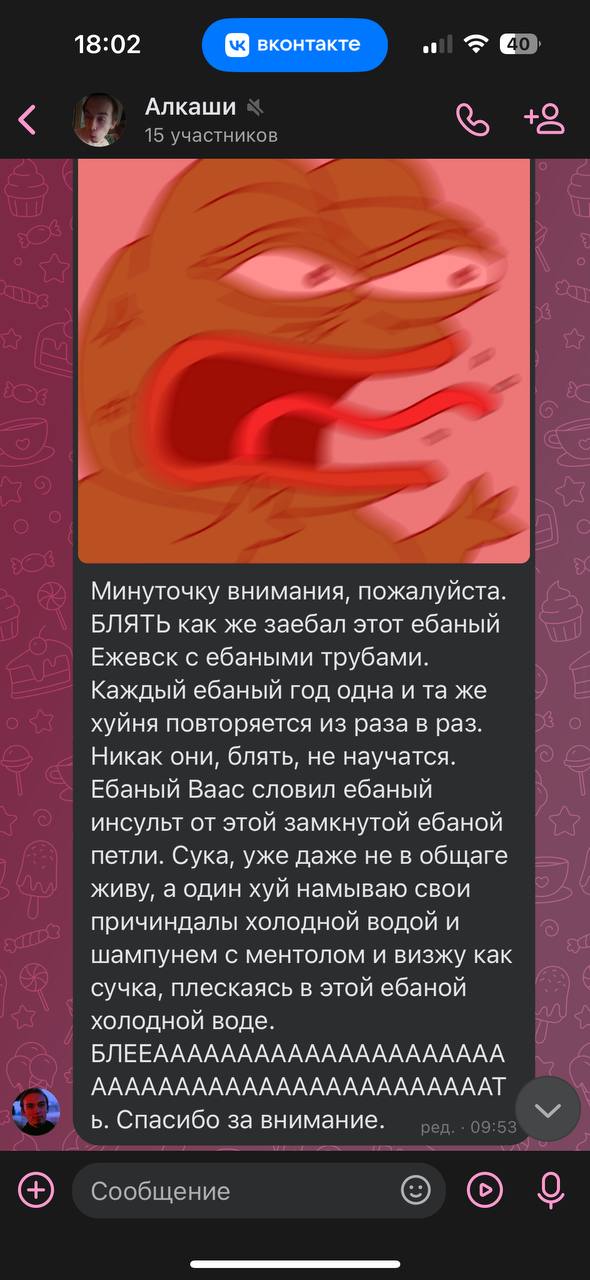 18:02
вконтакте
40
Алкаши
15 участников
Минуточку внимания, пожалуйста.
БЛЯТЬ как же заебал этот ебаный
Ежевск с ебаными трубами.
Каждый ебаный год одна и та же
хуйня повторяется из раза в раз.
Никак они, блять, не научатся.
Ебаный Ваас словил ебаный
инсульт от этой замкнутой ебаной
петли. Сука, уже даже не в общаге
живу, а один хуй намываю свои
причиндалы холодной водой и
шампунем с ментолом и визжу как
сучка, плескаясь в этой ебаной
холодной воде.
БЛЕЕАААААААААААААААААААААА
ААААААААААААААААААААААААТ
ь. Спасибо за внимание.
ред. · 09:53
Сообщение